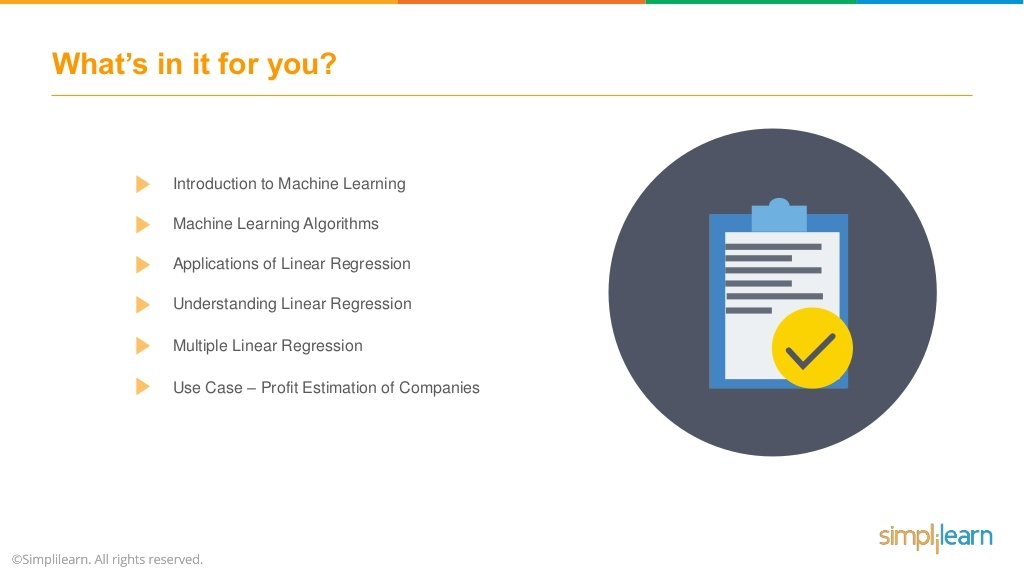 What’s in it for you?
Introduction to Machine Learning
Machine Learning Algorithms
Applications of Linear Regression
Understanding Linear Regression
Multiple Linear Regression
Use Case – Profit Estimation of Companies
simplilearn
©Simplilearn. All rights reserved.